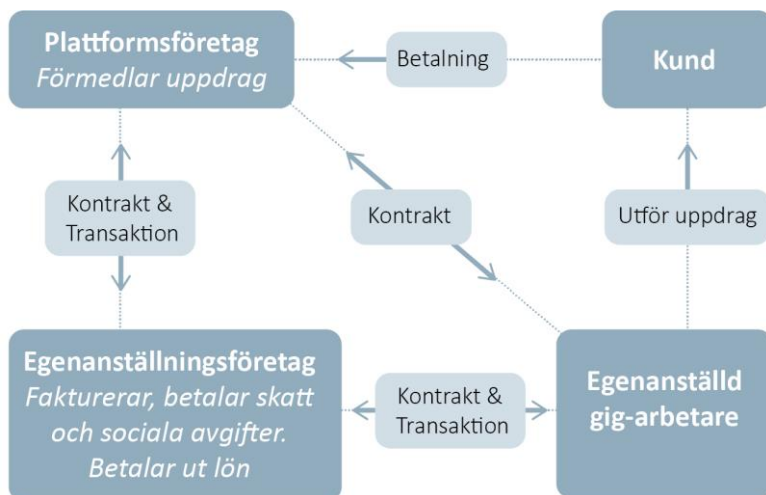 Plattformsföretag
Förmedlar uppdrag
Betalning
Kund
Kontrakt &
Transaktion
Kontrakt
Utför uppdrag
Egenanställningsföretag
Fakturerar, betalar skatt
och sociala avgifter.
Betalar ut lön
Kontrakt &
Transaktion
Egenanställd
gig-arbetare